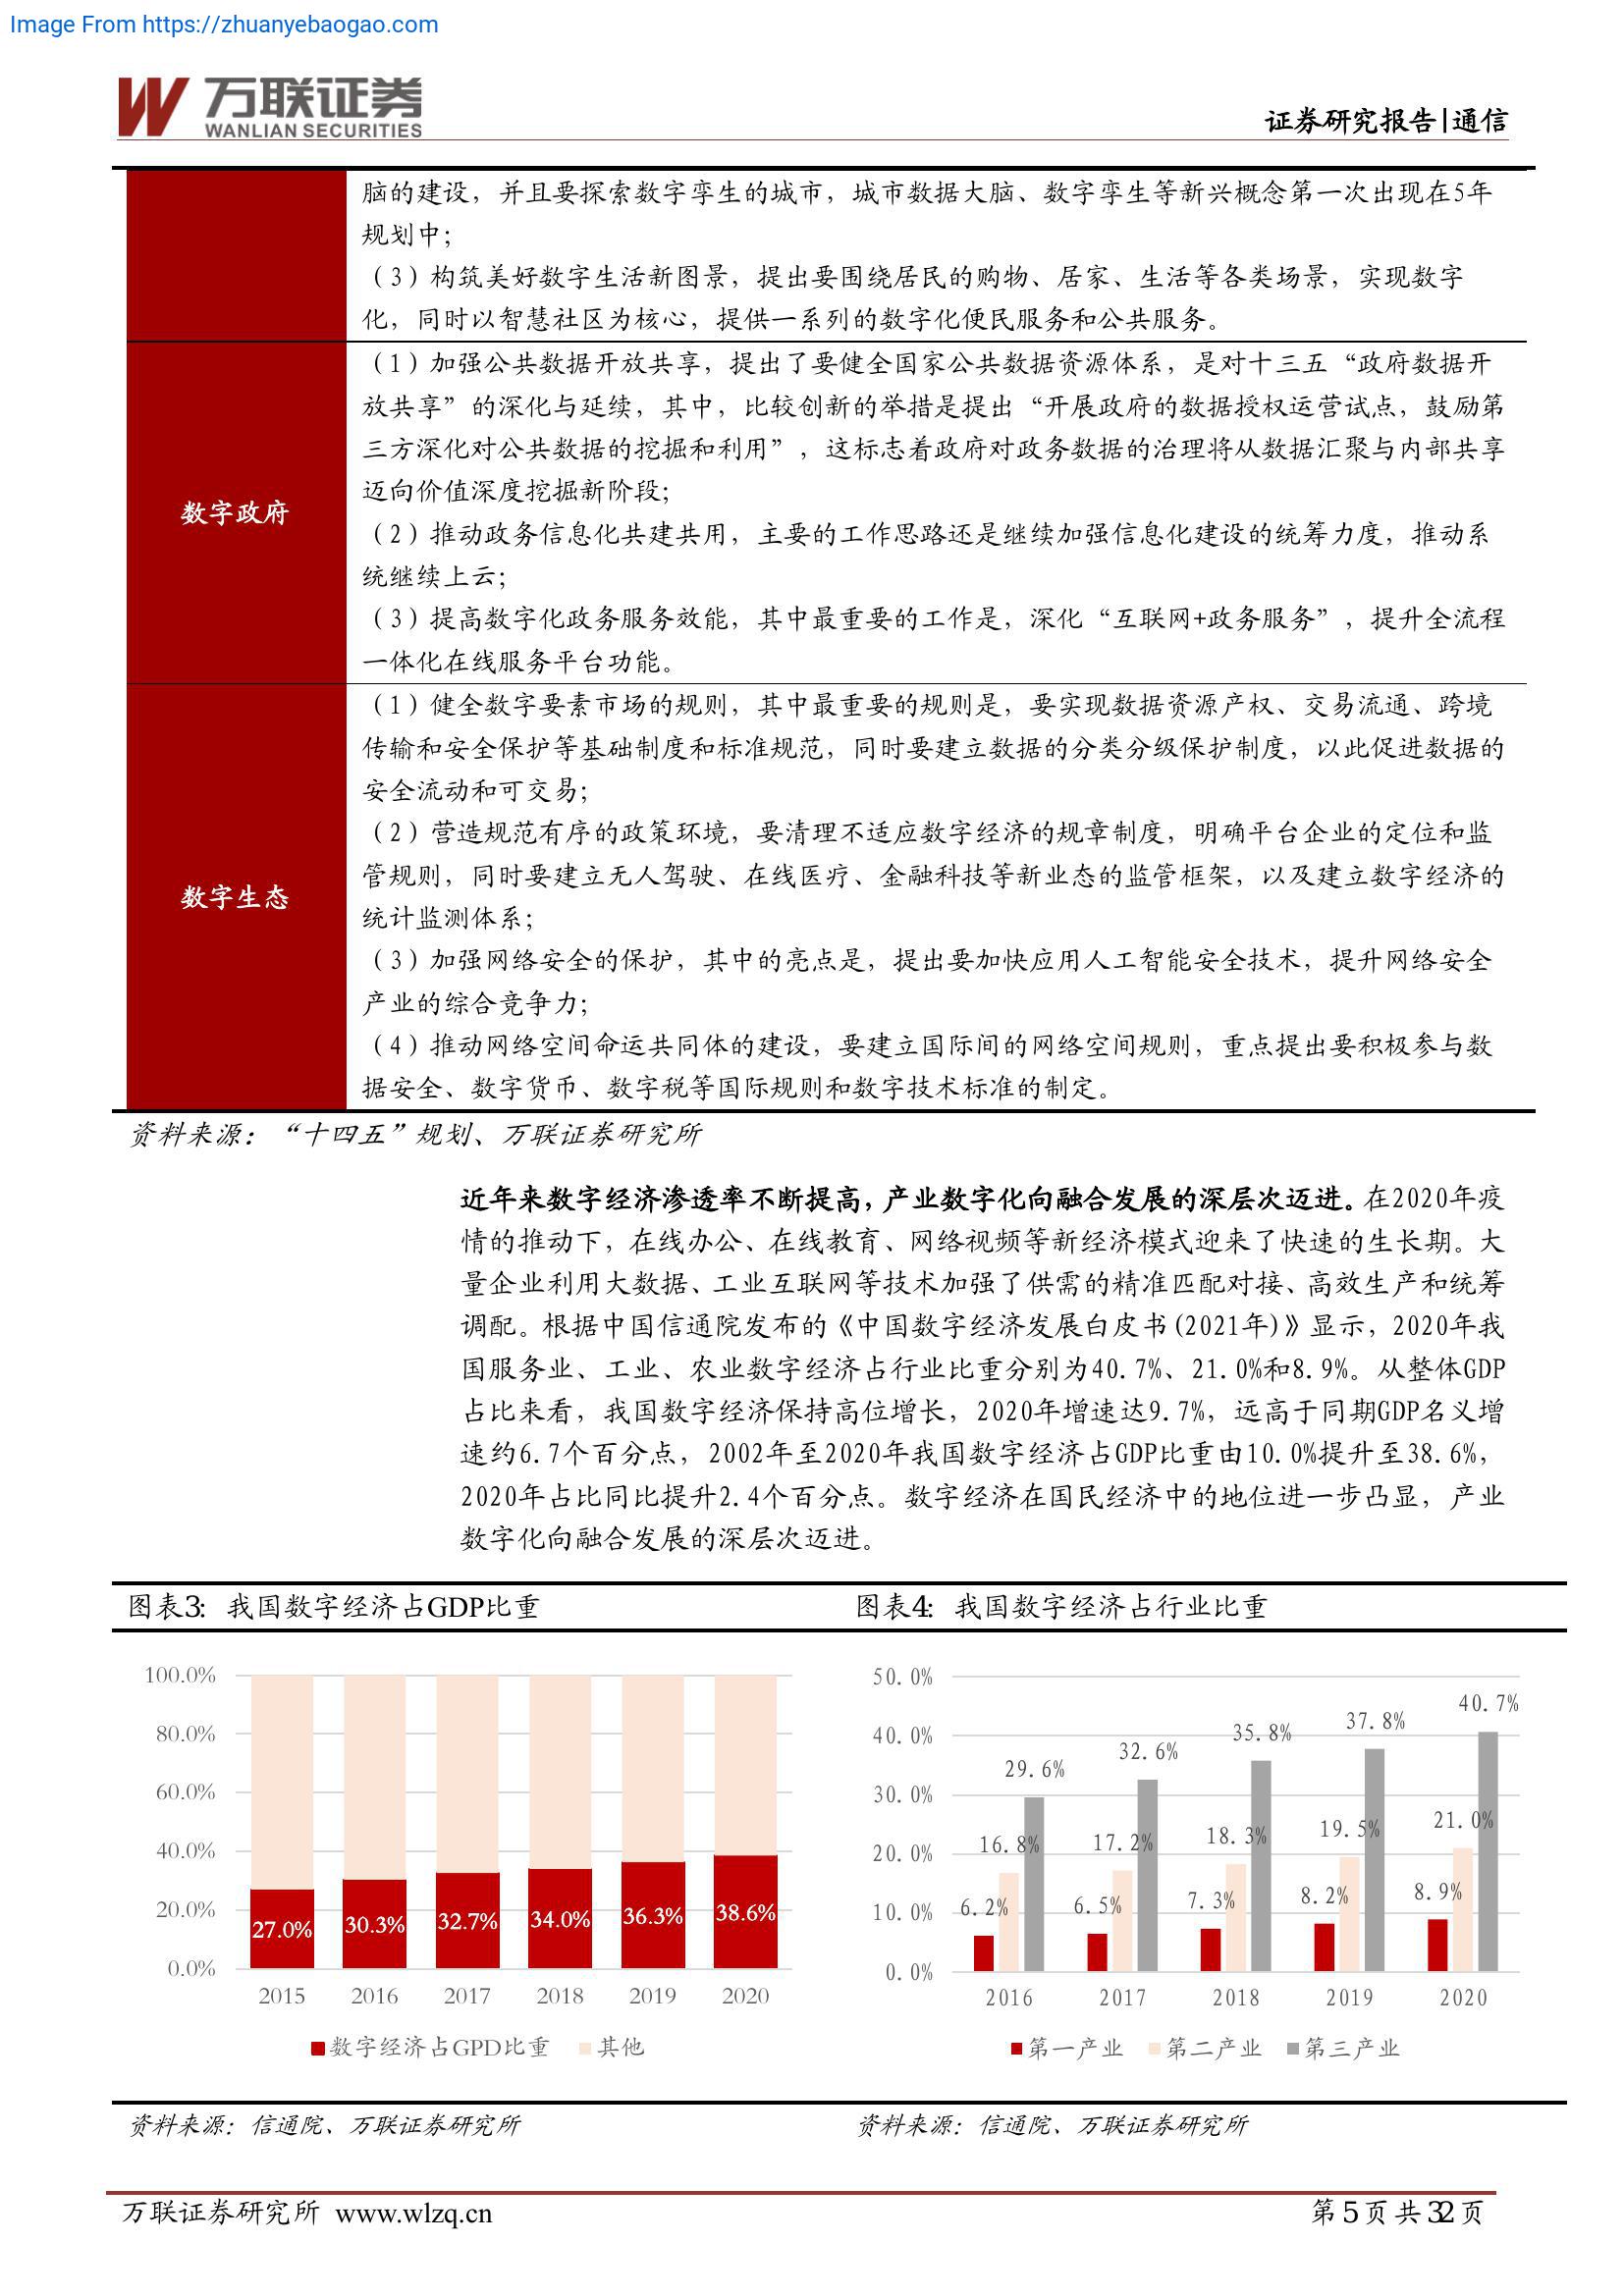 Image From https://zhuanyebaogao.com
万联证券
WANLIAN SECURITIES
证券研究报告|通信
脑的建设，并且要探索数字孪生的城市，城市数据大脑、数字孪生等新兴概念第一次出现在5年
规划中；
（3）构筑美好数字生活新图景，提出要围绕居民的购物、居家、生活等各类场景，实现数字
化，同时以智慧社区为核心，提供一系列的数字化便民服务和公共服务。
数字政府
（1）加强公共数据开放共享，提出了要健全国家公共数据资源体系，是对十三五“政府数据开
放共享”的深化与延续，其中，比较创新的举措是提出“开展政府的数据授权运营试点，鼓励第
三方深化对公共数据的挖掘和利用”，这标志着政府对政务数据的治理将从数据汇聚与内部共享
迈向价值深度挖掘新阶段；
（2）推动政务信息化共建共用，主要的工作思路还是继续加强信息化建设的统筹力度，推动系
统继续上云；
（3）提高数字化政务服务效能，其中最重要的工作是，深化“互联网+政务服务”，提升全流程
一体化在线服务平台功能。
数字生态
（1）健全数字要素市场的规则，其中最重要的规则是，要实现数据资源产权、交易流通、跨境
传输和安全保护等基础制度和标准规范，同时要建立数据的分类分级保护制度，以此促进数据的
安全流动和可交易；
（2）营造规范有序的政策环境，要清理不适应数字经济的规章制度，明确平台企业的定位和监
管规则，同时要建立无人驾驶、在线医疗、金融科技等新业态的监管框架，以及建立数字经济的
统计监测体系；
（3）加强网络安全的保护，其中的亮点是，提出要加快应用人工智能安全技术，提升网络安全
产业的综合竞争力；
（4）推动网络空间命运共同体的建设，要建立国际间的网络空间规则，重点提出要积极参与数
据安全、数字货币、数字税等国际规则和数字技术标准的制定。
资料来源：“十四五”规划、万联证券研究所
近年来数字经济渗透率不断提高，产业数字化向融合发展的深层次迈进。在2020年疫
情的推动下，在线办公、在线教育、网络视频等新经济模式迎来了快速的生长期。大
量企业利用大数据、工业互联网等技术加强了供需的精准匹配对接、高效生产和统筹
调配。根据中国信通院发布的《中国数字经济发展白皮书(2021年)》显示，2020年我
国服务业、工业、农业数字经济占行业比重分别为40.7%、21.0%和8.9%。从整体GDP
占比来看，我国数字经济保持高位增长，2020年增速达9.7%，远高于同期GDP名义增
速约6.7个百分点，2002年至2020年我国数字经济占GDP比重由10.0%提升至38.6%，
2020年占比同比提升2.4个百分点。数字经济在国民经济中的地位进一步凸显，产业
数字化向融合发展的深层次迈进。
图表3：我国数字经济占GDP比重
100.0%
80.0%
60.0%
40.0%
20.0%
0.0%
27.0% 30.3% 32.7% 34.0% 36.3% 38.6%
2015 2016 2017 2018 2019 2020
数字经济占GPD比重 其他
资料来源：信通院、万联证券研究所
图表4：我国数字经济占行业比重
50.0%
40.0%
30.0%
20.0%
10.0%
0.0%
29.6% 32.6% 35.8% 37.8% 40.7%
16.8% 17.2% 18.3% 19.5% 21.0%
6.2% 6.5% 7.3% 8.2% 8.9%
2016 2017 2018 2019 2020
第一产业 第二产业 第三产业
资料来源：信通院、万联证券研究所
万联证券研究所 www.wlzq.cn
第 5 页 共 32 页